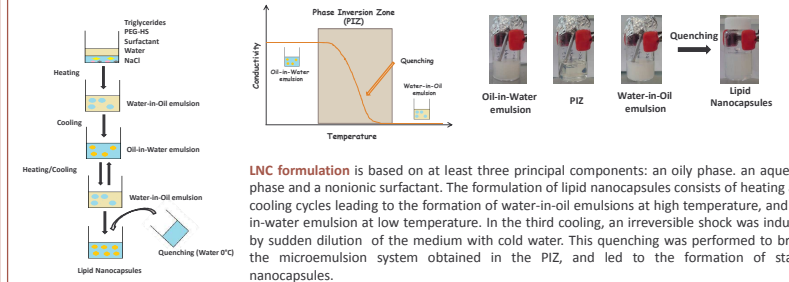 Triglycerides
PEG-HS
Surfactant
Water
NaCl
Heating
Water-in-Oil emulsion
Cooling
Oil-in-Water emulsion
Heating/Cooling
Water-in-Oil emulsion
Quenching (Water 0°C)
Lipid Nanocapsules
Phase Inversion Zone
(PIZ)
Conductivity
Oil-in-Water
emulsion
Quenching
Water-in-Oil
emulsion
Temperature
Quenching
Oil-in-Water
emulsion
PIZ
Water-in-Oil
emulsion
Lipid
Nanocapsules
LNC formulation is based on at least three principal components: an oily phase. an aque
phase and a nonionic surfactant. The formulation of lipid nanocapsules consists of heating
cooling cycles leading to the formation of water-in-oil emulsions at high temperature, and
in-water emulsion at low temperature. In the third cooling, an irreversible shock was indu
by sudden dilution of the medium with cold water. This quenching was performed to br
the microemulsion system obtained in the PIZ, and led to the formation of sta
nanocapsules.